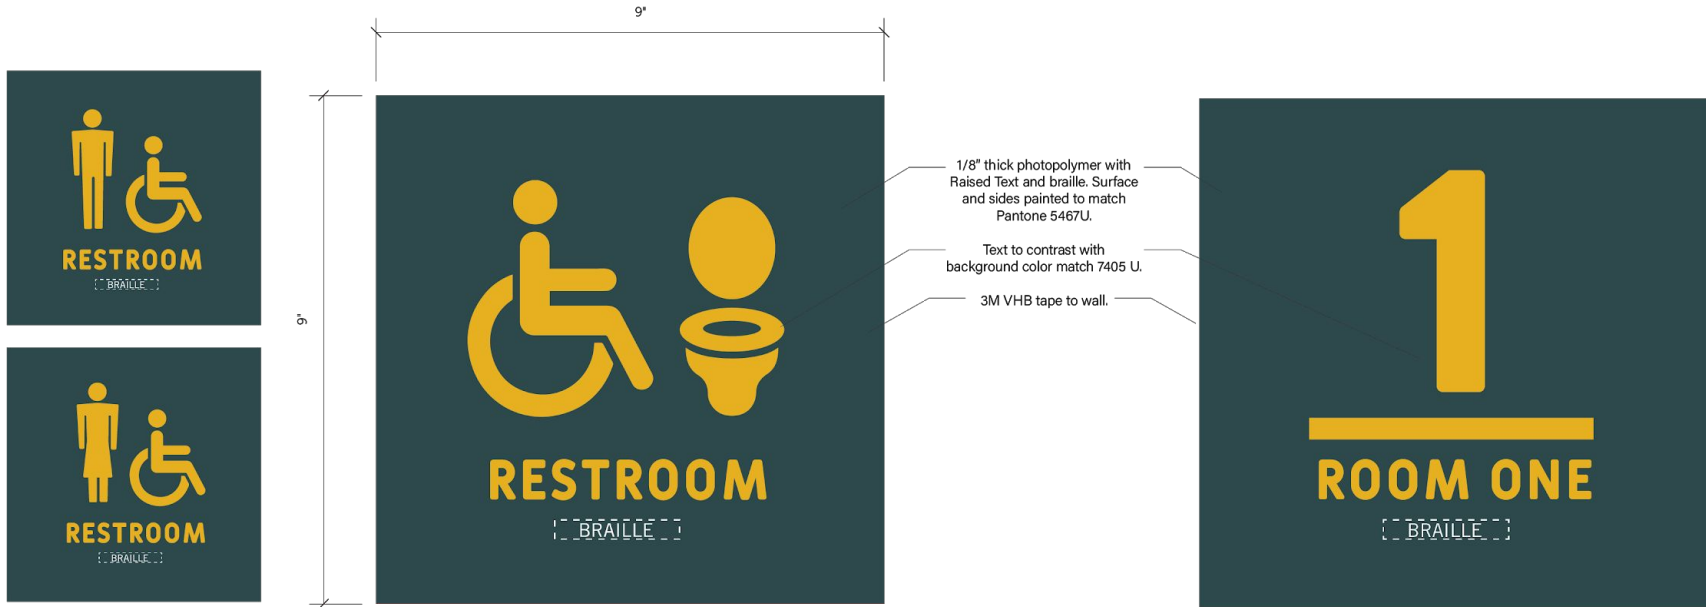 RESTROOM
BRAILLE
RESTROOM
BRAILLE
9"
9"
RESTROOM
BRAILLE
1/8" thick photopolymer with
Raised Text and braille. Surface
and sides painted to match
Pantone 5467U.
Text to contrast with
background color match 7405 U.
3M VHB tape to wall.
1
ROOM ONE
BRAILLE